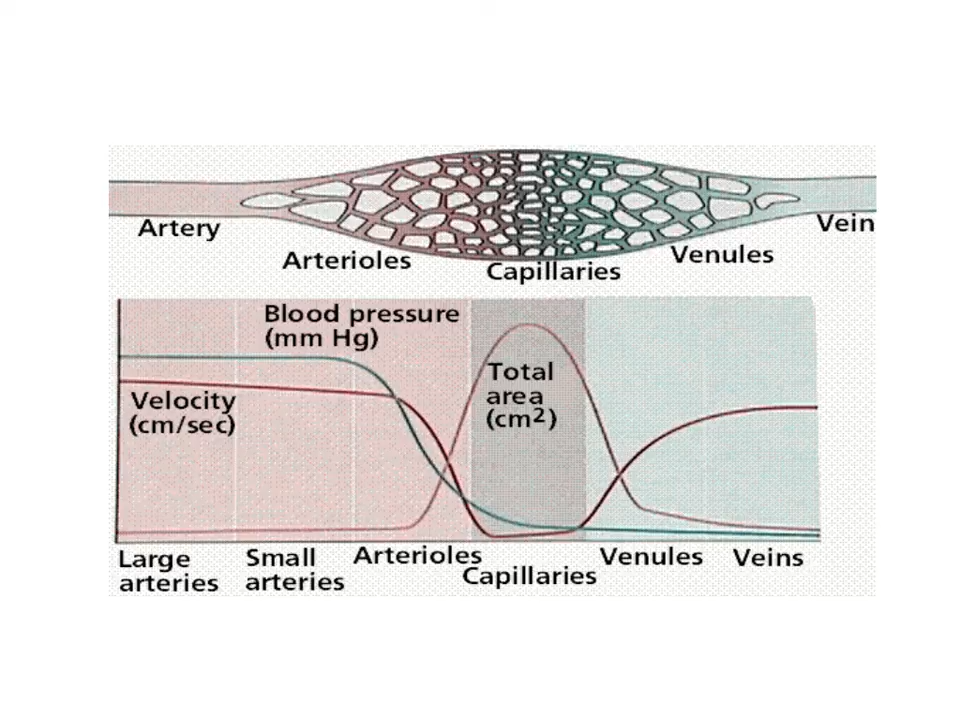 Artery
Arterioles
Capillaries
Venules
Vein
Blood pressure
(mm Hg)
Velocity
(cm/sec)
Total
area
(cm2)
Large
arteries
Small
arteries
Arterioles
Capillaries
Venules
Veins